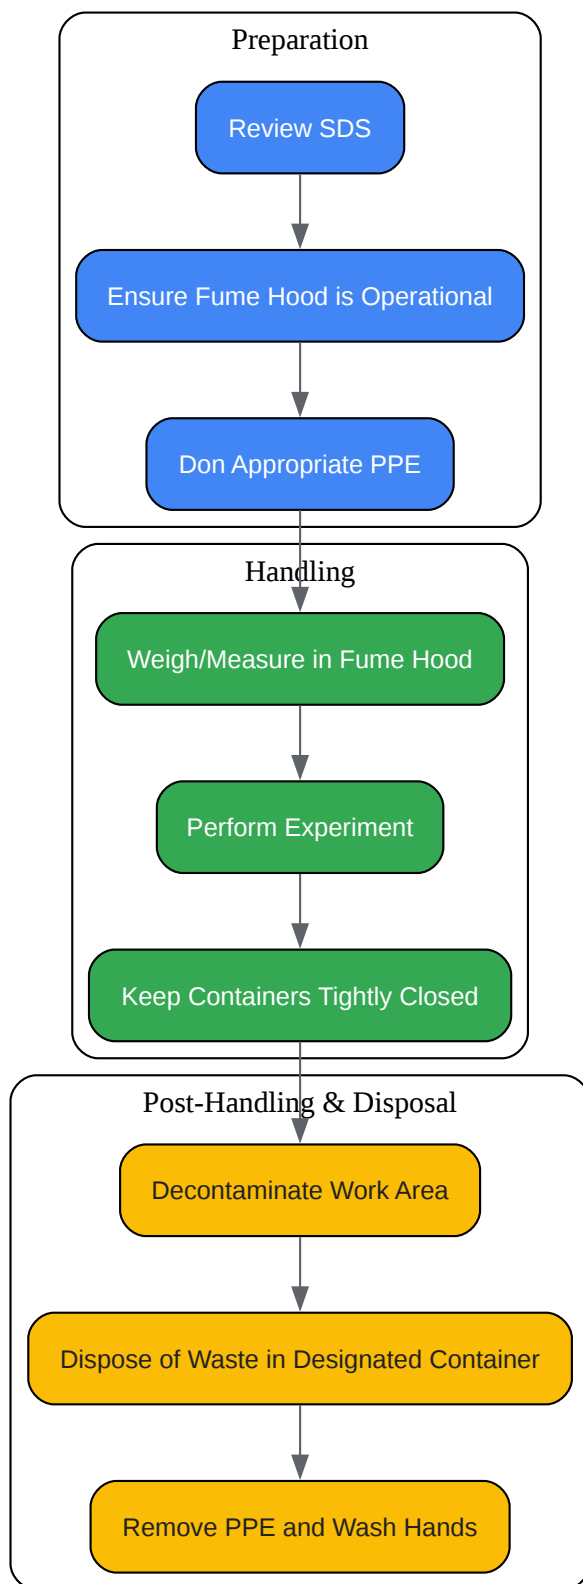 Preparation
Review SDS
Ensure Fume Hood is Operational
Don Appropriate PPE
Handling
Weigh/Measure in Fume Hood
Perform Experiment
Keep Containers Tightly Closed
Post-Handling & Disposal
Decontaminate Work Area
Dispose of Waste in Designated Container
Remove PPE and Wash Hands